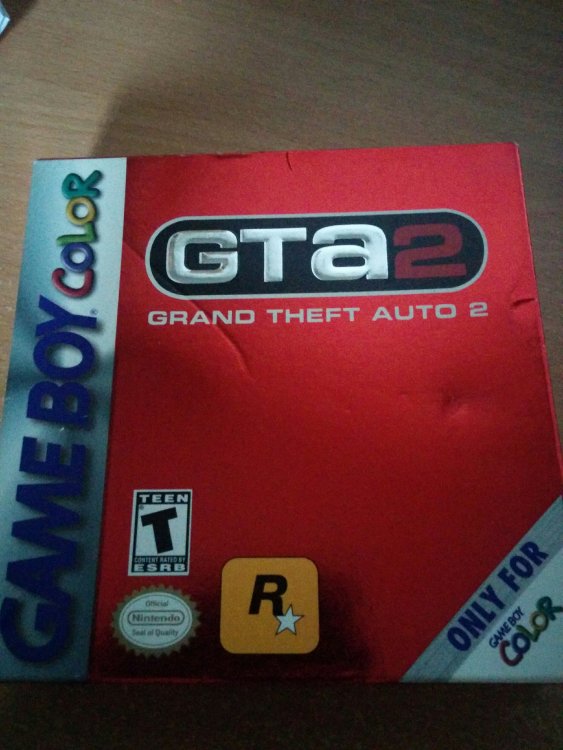 GAME BOY COLOR
GTA2
GRAND THEFT AUTO 2
TEEN
T
CONTENT RATED BY
ESRB
Official
Nintendo
Seal of Quality
R
ONLY FOR
GAME BOY
COLOR